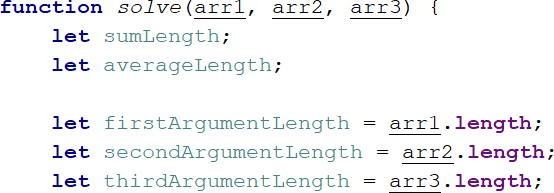 function solve(arr1, arr2, arr3) {
    let sumLength;
    let averageLength;

    let firstArgumentLength = arr1.length;
    let secondArgumentLength = arr2.length;
    let thirdArgumentLength = arr3.length;